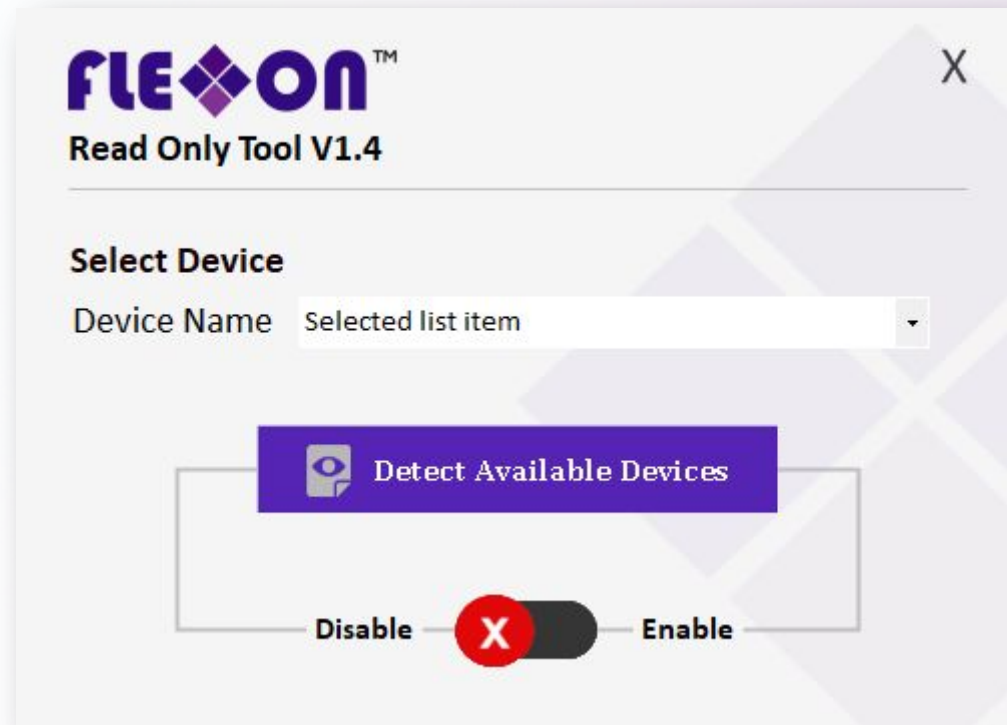 FLEXXON™
X
Read Only Tool V1.4
Select Device
Device Name Selected list item
Detect Available Devices
Disable X Enable